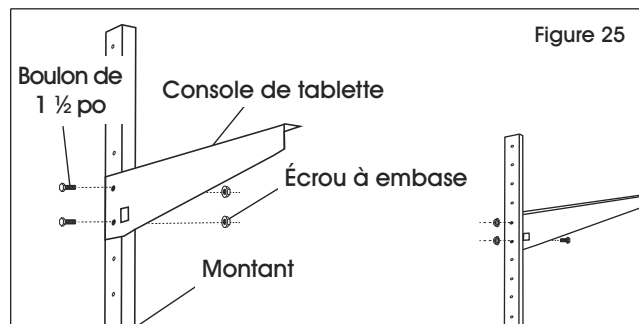 Figure 25
Boulon de
1 ½ po
Console de tablette
Écrou à embase
Montant